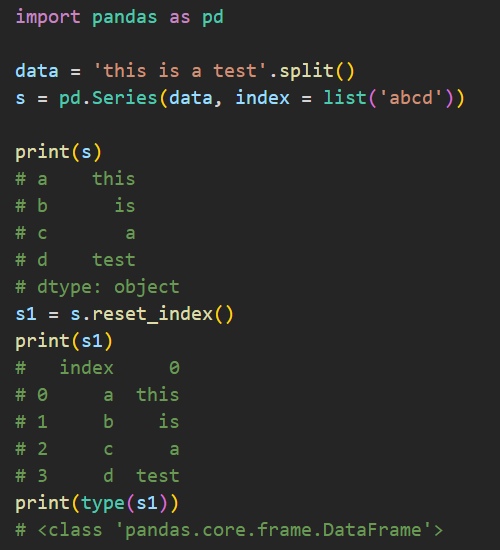 import pandas as pd
data = 'this is a test'.split()
s = pd.Series(data, index = list('abcd'))
print(s)
# a    this
# b      is
# c       a
# d    test
# dtype: object
s1 = s.reset_index()
print(s1)
#   index     0
# 0     a  this
# 1     b    is
# 2     c     a
# 3     d  test
print(type(s1))
# <class 'pandas.core.frame.DataFrame'>